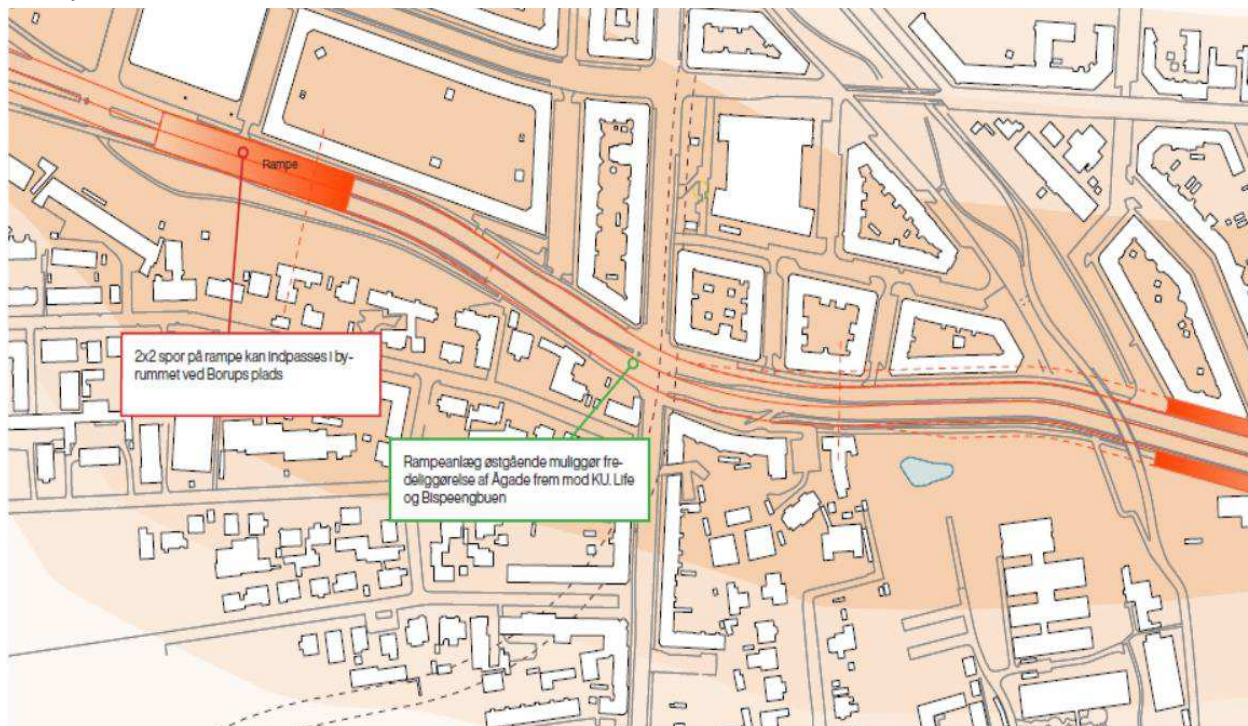 Rampe
2x2 spor på rampe kan indpasses i by-
rummet ved Borups plads
Rampeanlæg østgående muliggør fre-
deliggørelse af Ågade frem mod KU. Life
og Bispeengbuen